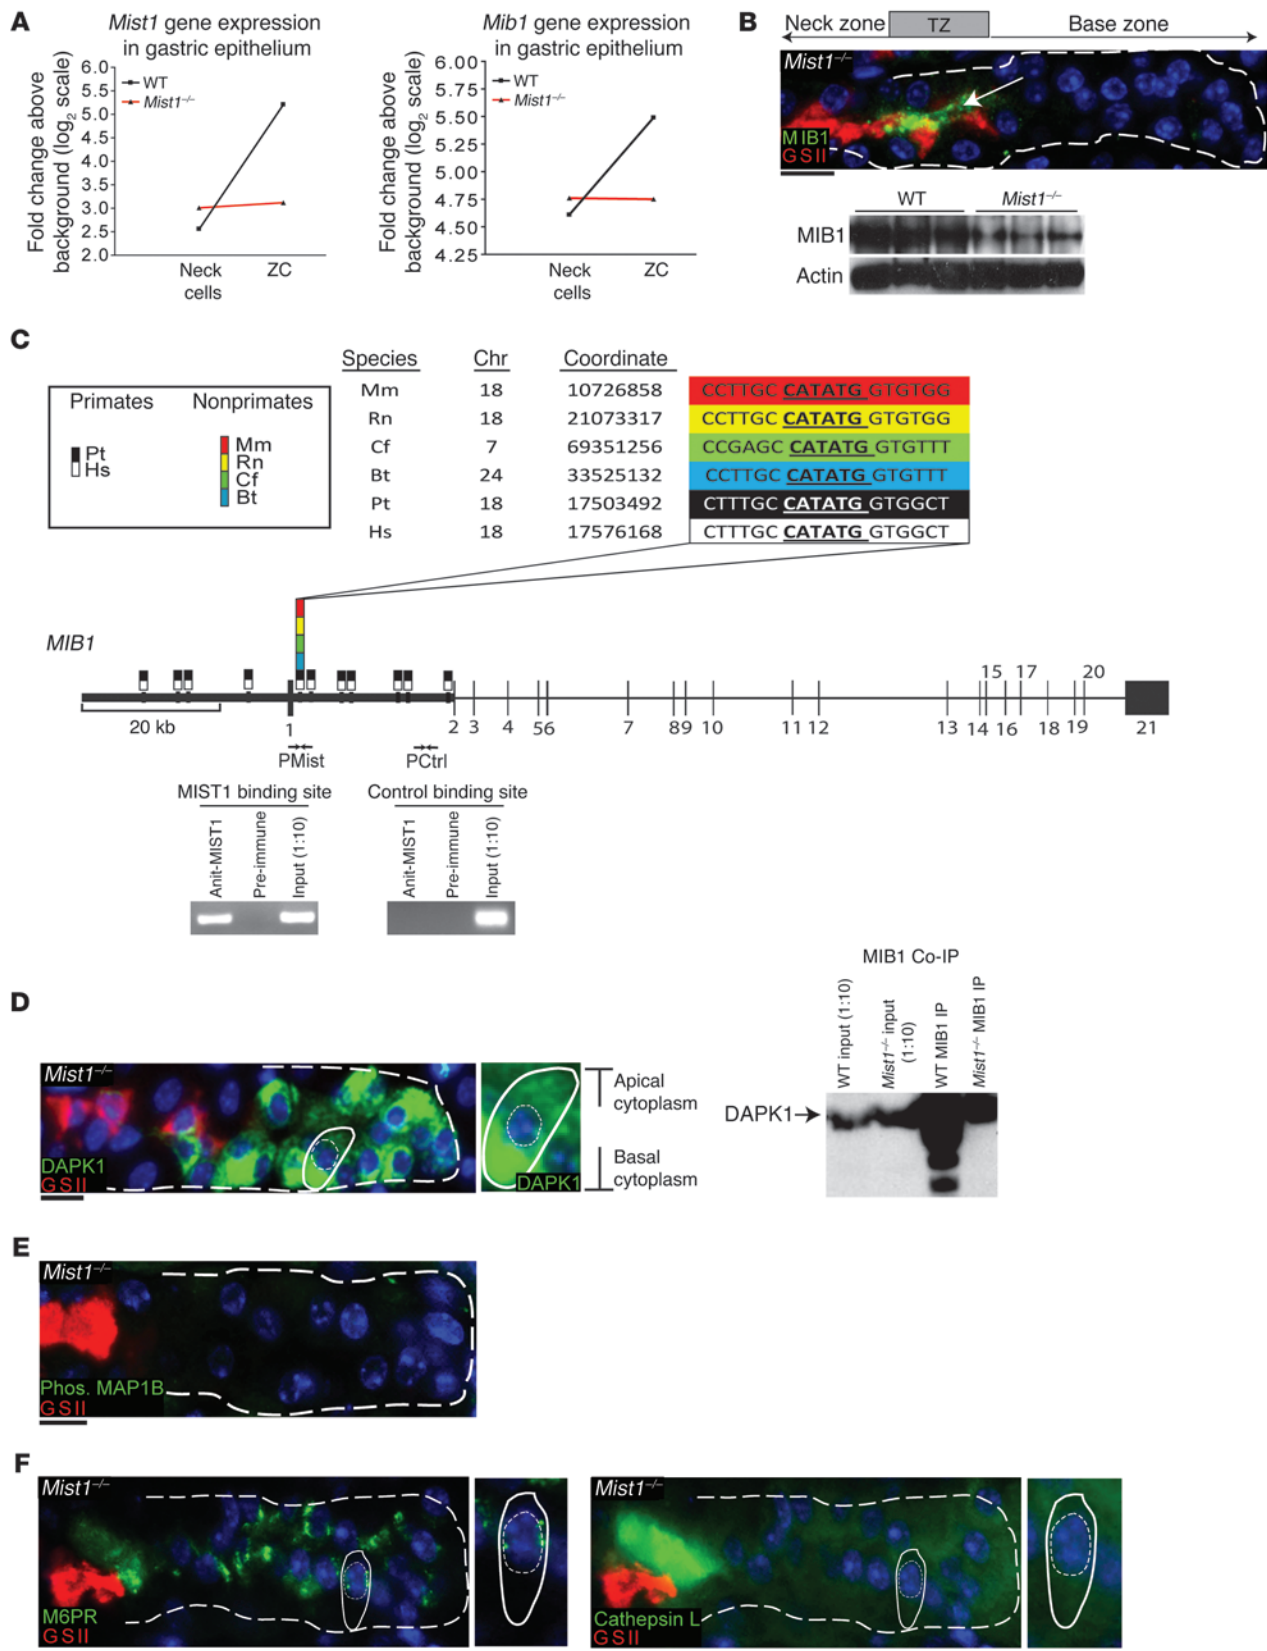 A
Mist1 gene expression
in gastric epithelium
Fold change above
background (log2 scale)
6.0
5.5
5.0
4.5
4.0
3.5
3.0
2.5
2.0
WT
Mist1–/–
Neck
cells
ZC
Mib1 gene expression
in gastric epithelium
Fold change above
background (log2 scale)
6.00
5.75
5.50
5.25
5.00
4.75
4.50
4.25
WT
Mist1–/–
Neck
cells
ZC
B
Neck zone TZ Base zone
Mist1–/–
MIB1
GSII
WT Mist1–/–
MIB1
Actin
C
Primates Nonprimates
Pt
Hs
Mm
Rn
Cf
Bt
Species Chr Coordinate
Mm 18 10726858 CCTTGC CATATG GTGTGG
Rn 18 21073317 CCTTGC CATATG GTGTGG
Cf 7 69351256 CCGAGC CATATG GTGTTT
Bt 24 33525132 CCTTGC CATATG GTGTTT
Pt 18 17503492 CTTTGC CATATG GTGGCT
Hs 18 17576168 CTTTGC CATATG GTGGCT
MIB1
15 17 20
20 kb 1 2 3 4 5 6 7 8 9 10 11 12 13 14 16 18 19 21
PMist PCtrl
MIST1 binding site
Anit-MIST1
Pre-immune
Input (1:10)
Control binding site
Anit-MIST1
Pre-immune
Input (1:10)
D
Mist1–/–
DAPK1
GSII
DAPK1
Apical
cytoplasm
Basal
cytoplasm
MIB1 Co-IP
WT input (1:10)
Mist1–/– input
(1:10)
WT MIB1 IP
Mist1–/– MIB1 IP
DAPK1
E
Mist1–/–
Phos. MAP1B
GSII
F
Mist1–/–
M6PR
GSII
Mist1–/–
Cathepsin L
GSII